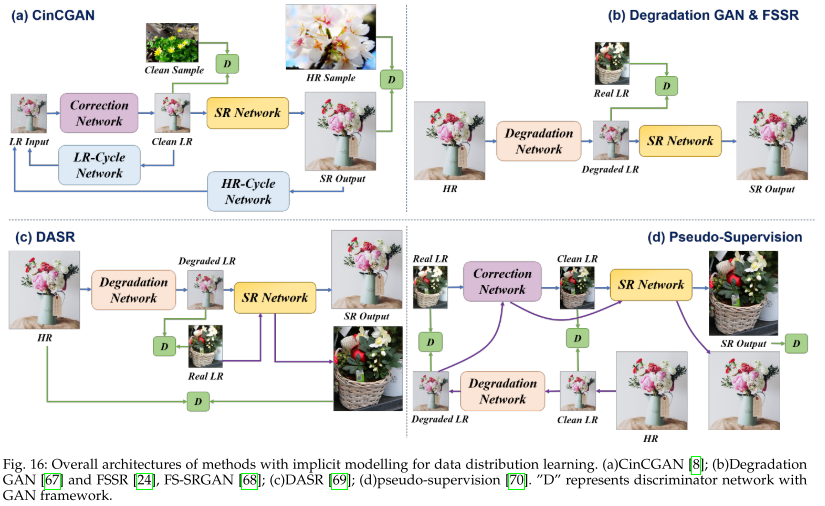 (a) CinCGAN
Clean Sample
D
HR Sample
D
LR Input
Correction
Network
Clean LR
SR Network
SR Output
LR-Cycle
Network
HR-Cycle
Network
(b) Degradation GAN & FSSR
Real LR
D
HR
Degradation
Network
Degraded LR
SR Network
SR Output
(c) DASR
HR
Degradation
Network
Degraded LR
SR Network
SR Output
D
Real LR
D
(d) Pseudo-Supervision
Real LR
Correction
Network
Clean LR
SR Network
SR Output
D
D
D
Degraded LR
Degradation
Network
Clean LR
HR
Fig. 16: Overall architectures of methods with implicit modelling for data distribution learning. (a)CinCGAN [8]; (b)Degradation
GAN [67] and FSSR [24], FS-SRGAN [68]; (c)DASR [69]; (d)pseudo-supervision [70]. ”D” represents discriminator network with
GAN framework.